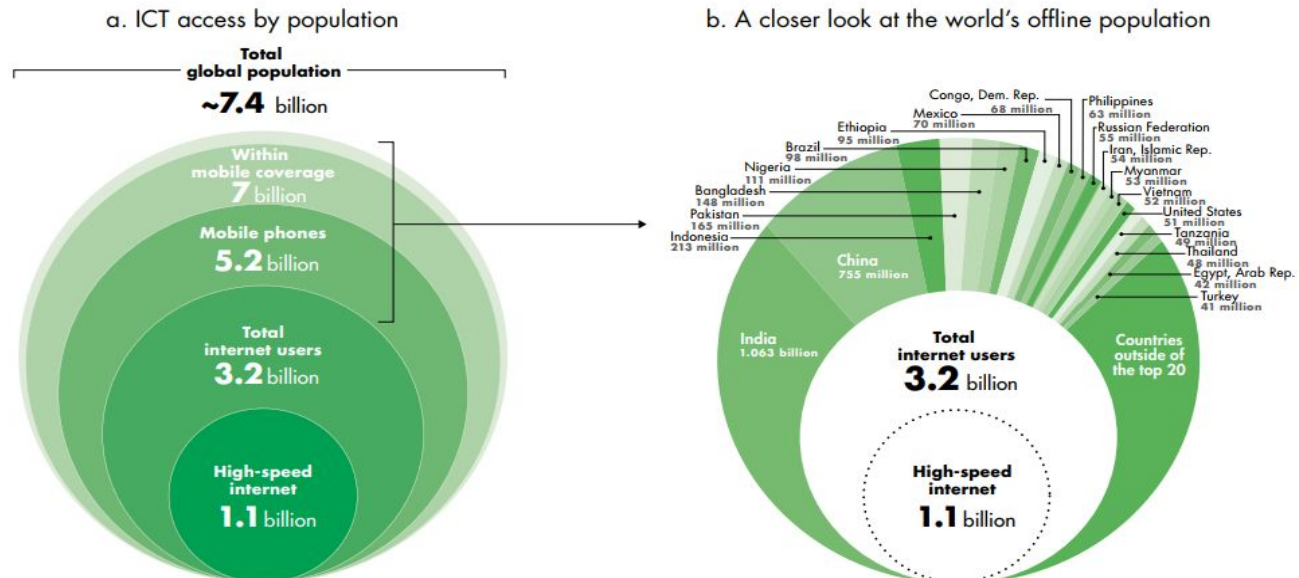 a. ICT access by population
Total
global population
~7.4 billion
Within
mobile coverage
7 billion
Mobile phones
5.2 billion
Total
internet users
3.2 billion
High-speed
internet
1.1 billion
b. A closer look at the world's offline population
Congo, Dem. Rep.
68 million
Mexico
70 million
Ethiopia
95 million
Brazil
98 million
Nigeria
111 million
Bangladesh
148 million
Pakistan
165 million
Indonesia
213 million
Philippines
63 million
Russian Federation
55 million
Iran, Islamic Rep.
54 million
Myanmar
53 million
Vietnam
52 million
United States
51 million
Tanzania
49 million
Thailand
48 million
Egypt, Arab Rep.
42 million
Turkey
41 million
China
755 million
India
1.063 billion
Countries
outside of
the top 20
Total
internet users
3.2 billion
High-speed
internet
1.1 billion